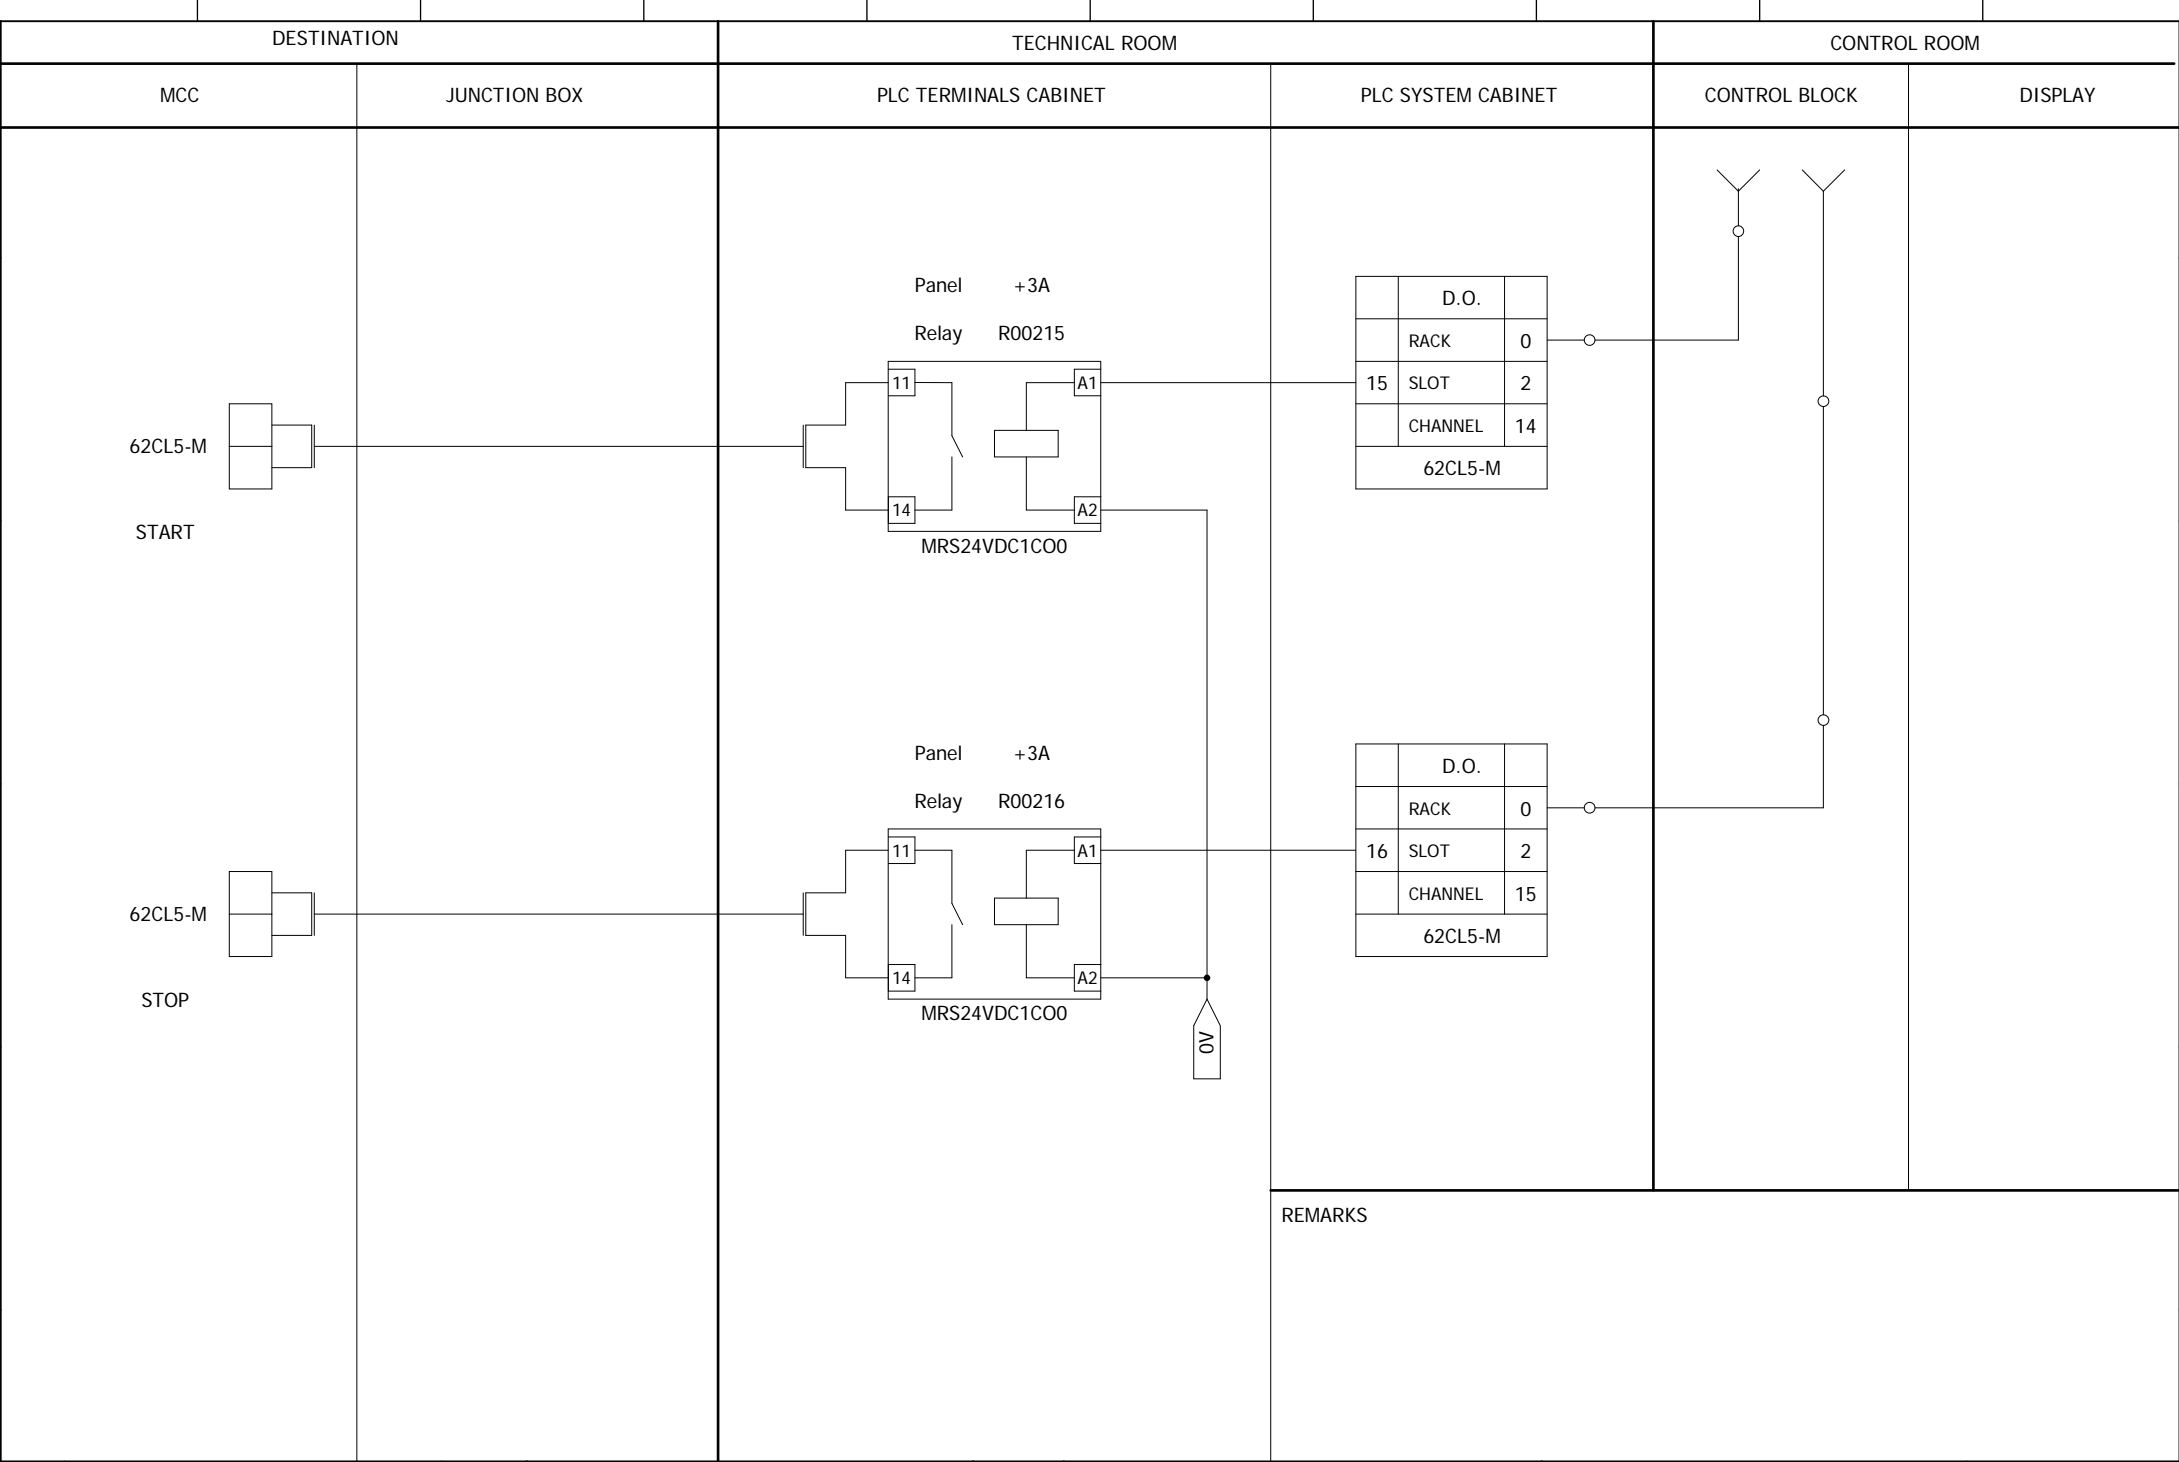 DESTINATION
TECHNICAL ROOM
CONTROL ROOM
MCC
JUNCTION BOX
PLC TERMINALS CABINET
PLC SYSTEM CABINET
CONTROL BLOCK
DISPLAY
Panel +3A
Relay R00215
11
A1
14
A2
MRS24VDC1CO0
62CL5-M
START
D.O.
RACK 0
15 SLOT 2
CHANNEL 14
62CL5-M
Panel +3A
Relay R00216
11
A1
14
A2
MRS24VDC1CO0
62CL5-M
STOP
D.O.
RACK 0
16 SLOT 2
CHANNEL 15
62CL5-M
0V
REMARKS